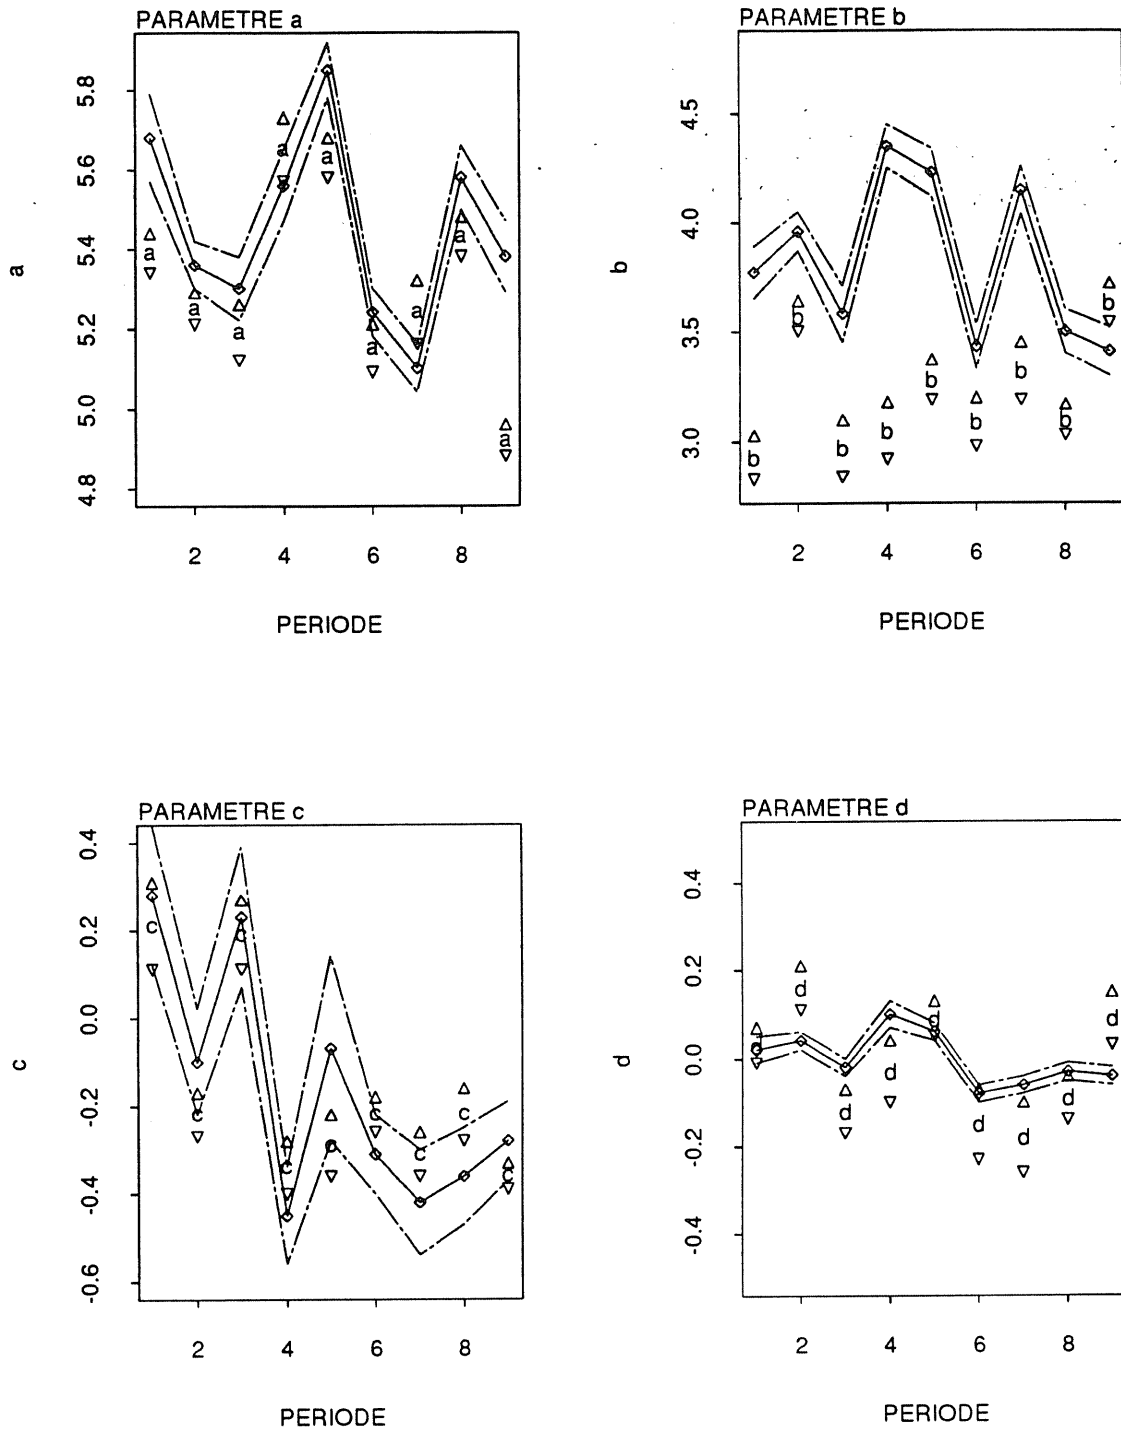 PARAMETRE a
a
5.8
5.6
5.4
5.2
5.0
4.8
a
a
a
a
a
a
a
a
a
2
4
6
8
PERIODE
PARAMETRE b
b
4.5
4.0
3.5
3.0
b
b
b
b
b
b
b
b
b
2
4
6
8
PERIODE
PARAMETRE c
c
0.4
0.2
0.0
-0.2
-0.4
-0.6
c
c
c
c
c
c
c
c
c
2
4
6
8
PERIODE
PARAMETRE d
d
0.4
0.2
0.0
-0.2
-0.4
d
d
d
d
d
d
d
d
d
2
4
6
8
PERIODE